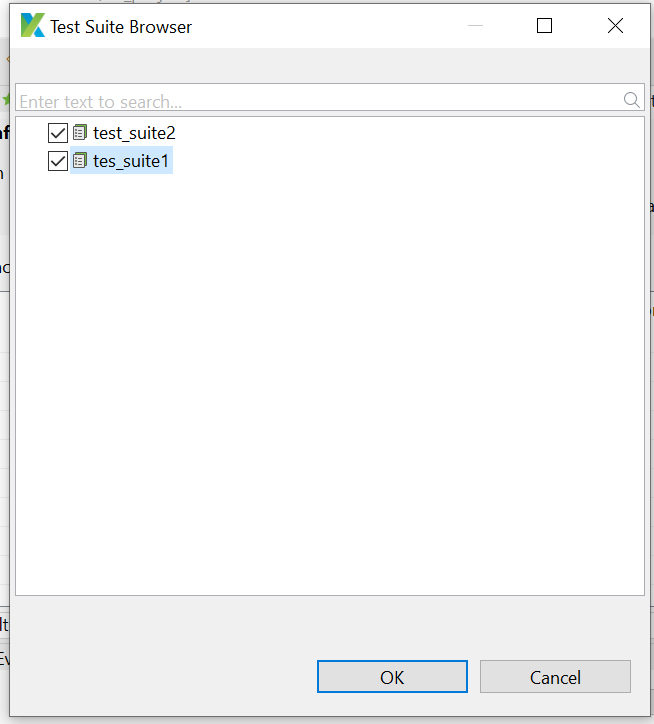 Test Suite Browser
Enter text to search...
test_suite2
tes_suite1
OK
Cancel